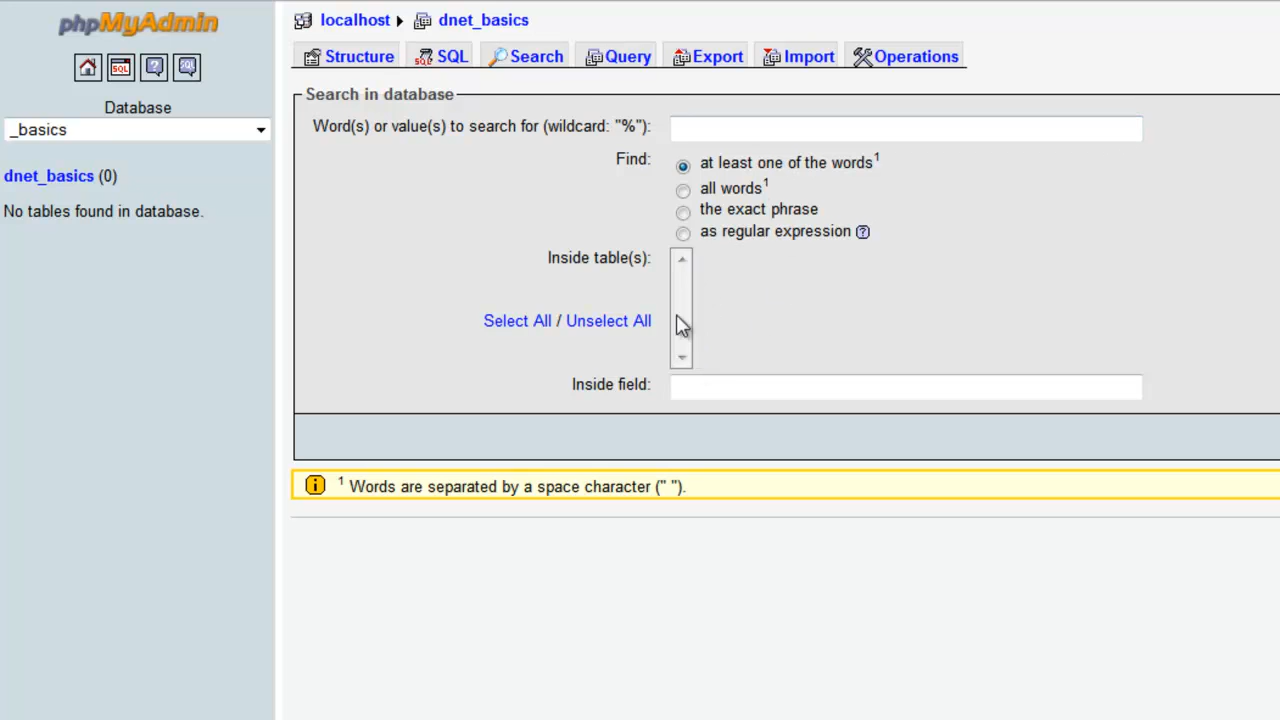 phpMyAdmin
SQL
Database
_basics
dnet_basics (0)
No tables found in database.
localhost dnet_basics
Structure SQL Search Query Export Import Operations
Search in database
Word(s) or value(s) to search for (wildcard: "%"):
Find:
at least one of the words1
all words1
the exact phrase
as regular expression
Inside table(s):
Select All / Unselect All
Inside field:
1 Words are separated by a space character (" ").